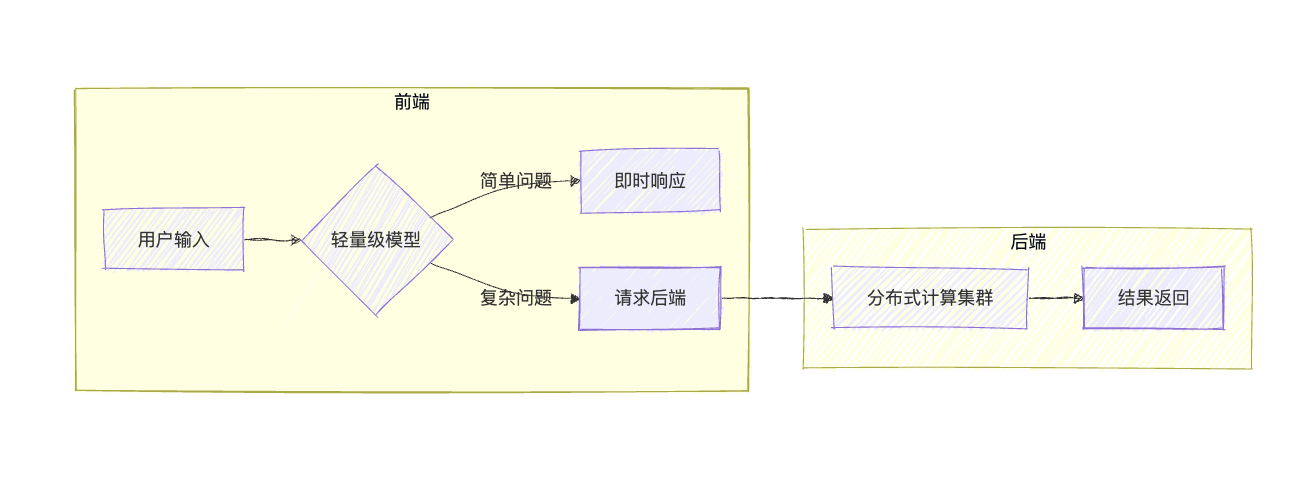 前端
用户输入
轻量级模型
简单问题
即时响应
复杂问题
请求后端
后端
分布式计算集群
结果返回